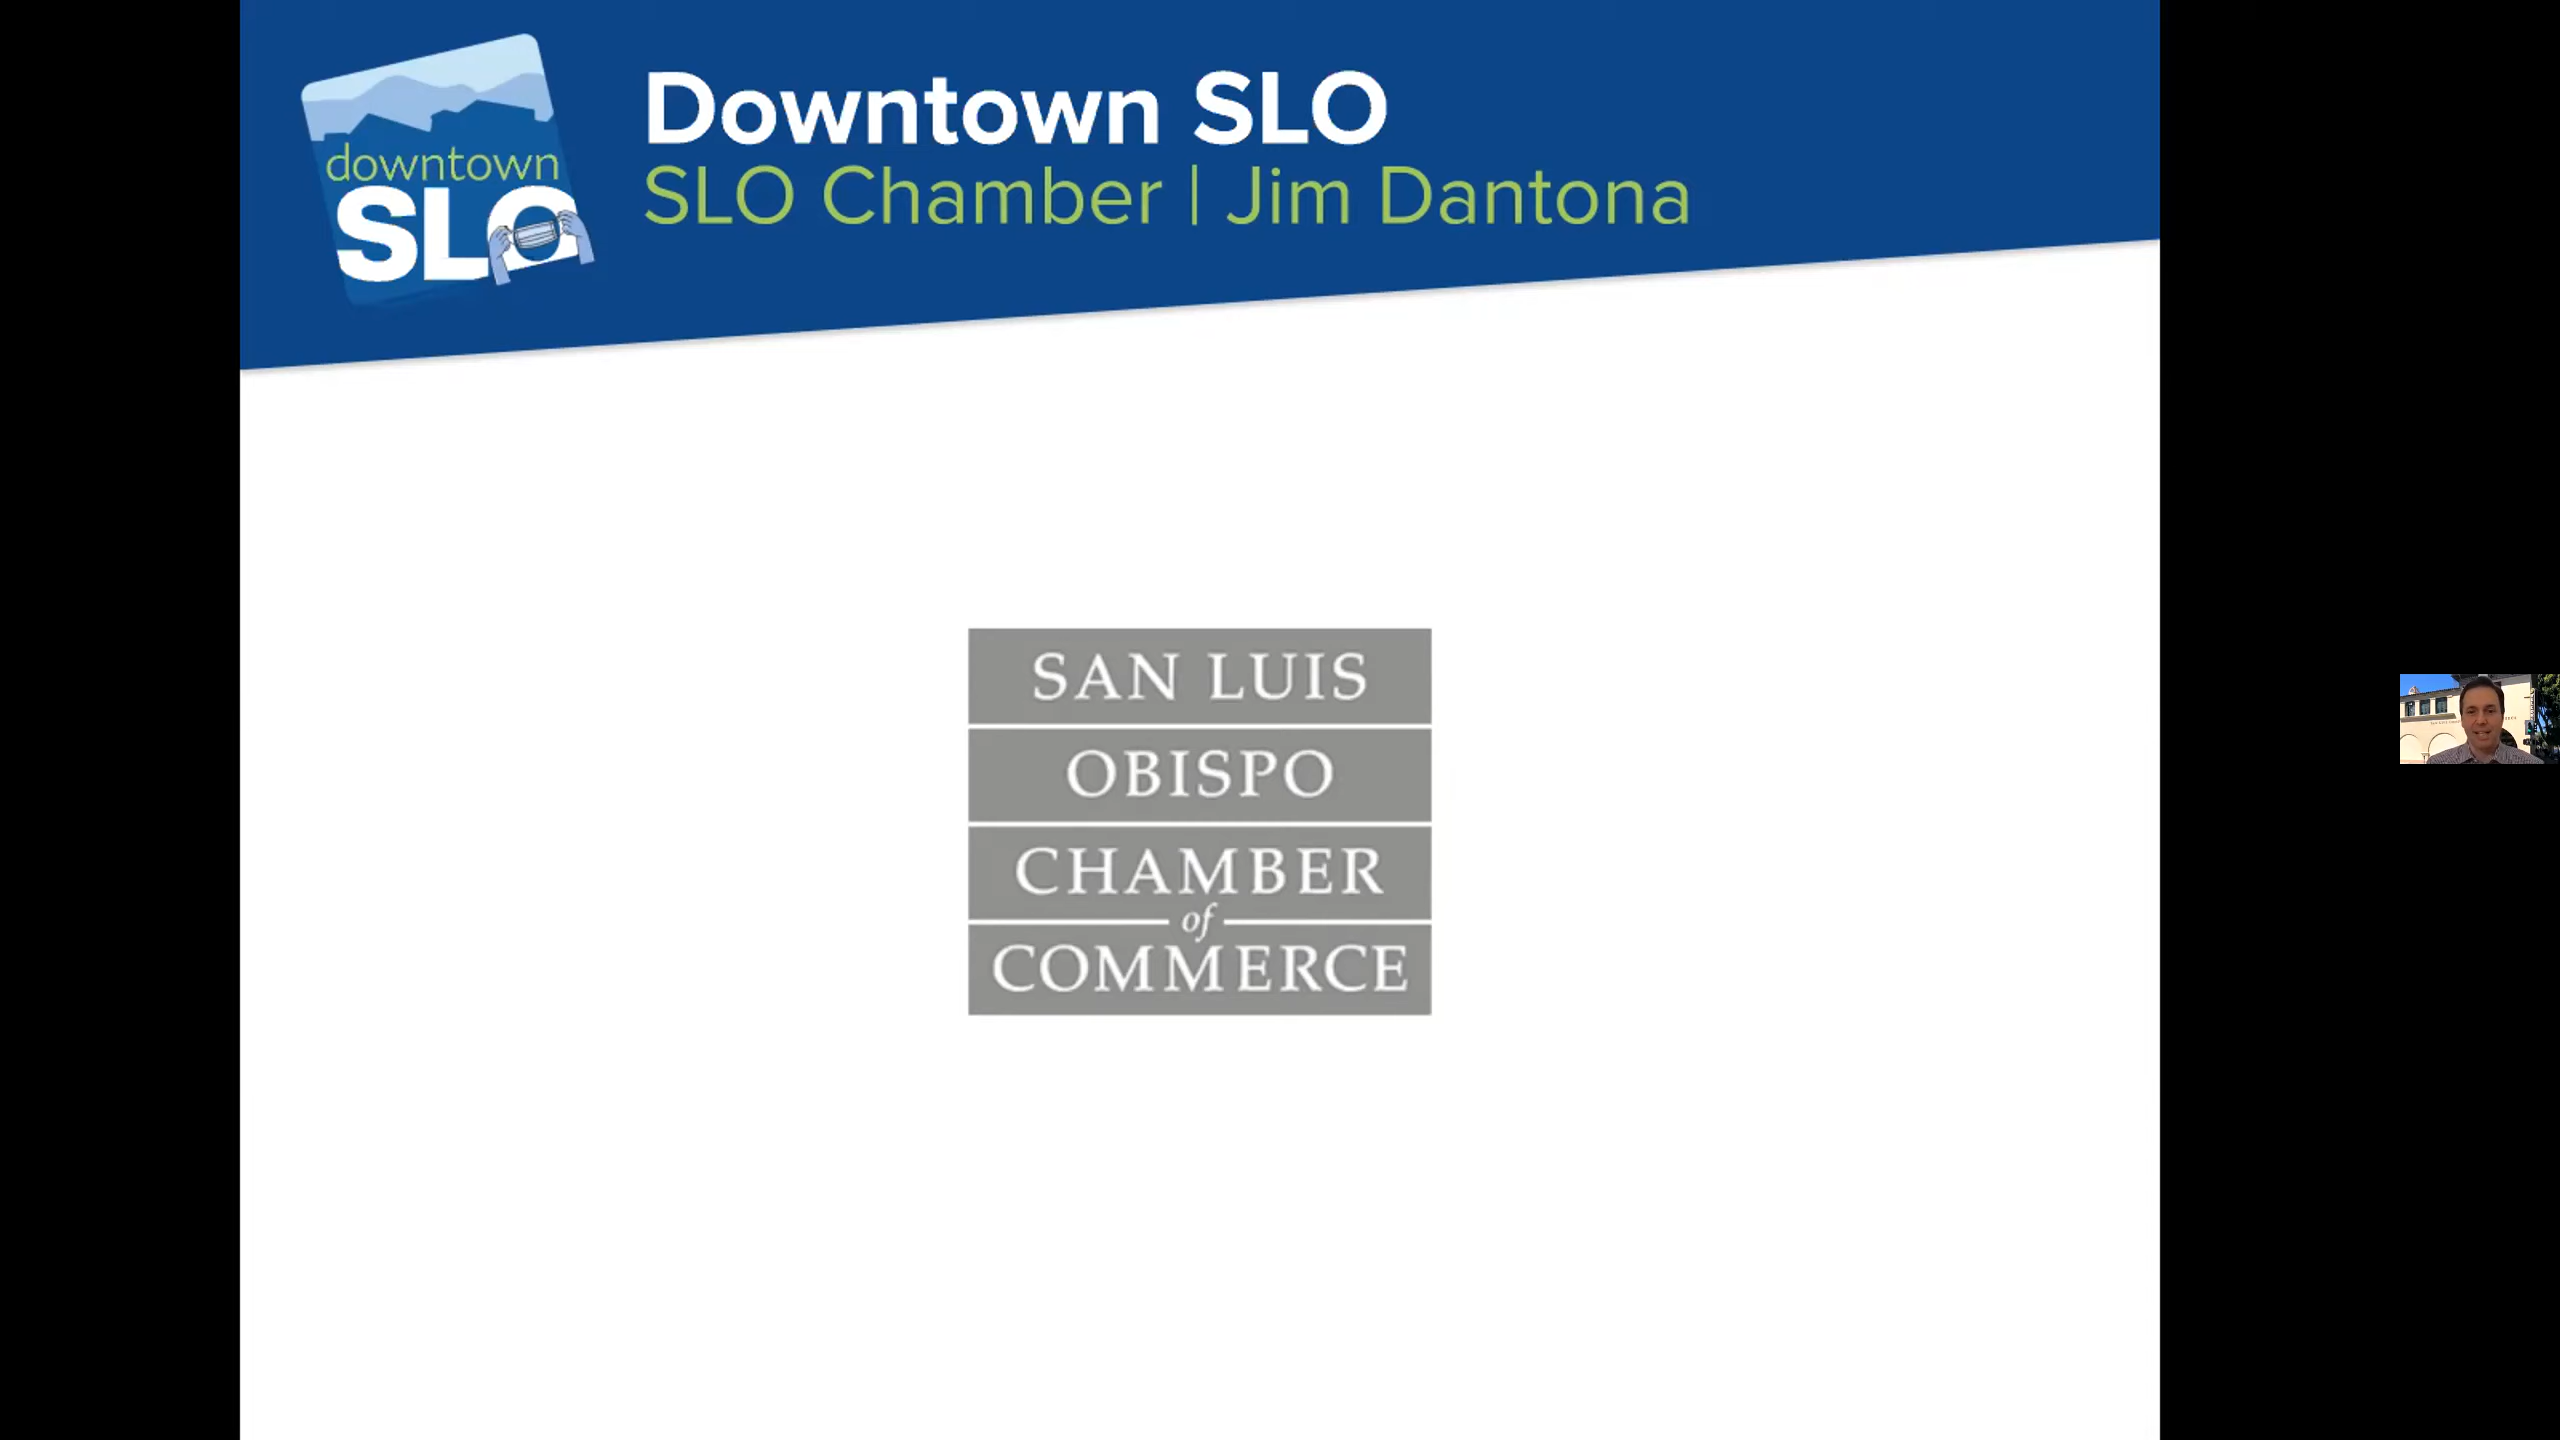 Downtown SLO
SLO Chamber | Jim Dantona
downtown
SLO
SAN LUIS
OBISPO
CHAMBER
of
COMMERCE